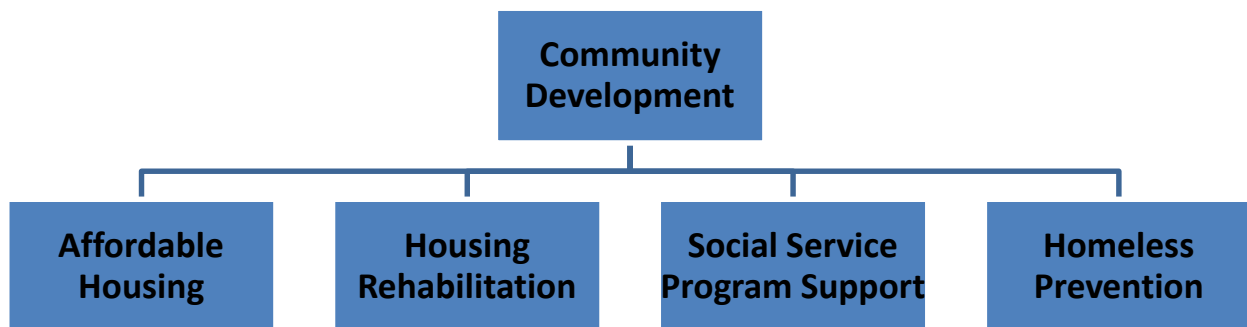 Community
Development
Affordable
Housing
Housing
Rehabilitation
Social Service
Program Support
Homeless
Prevention